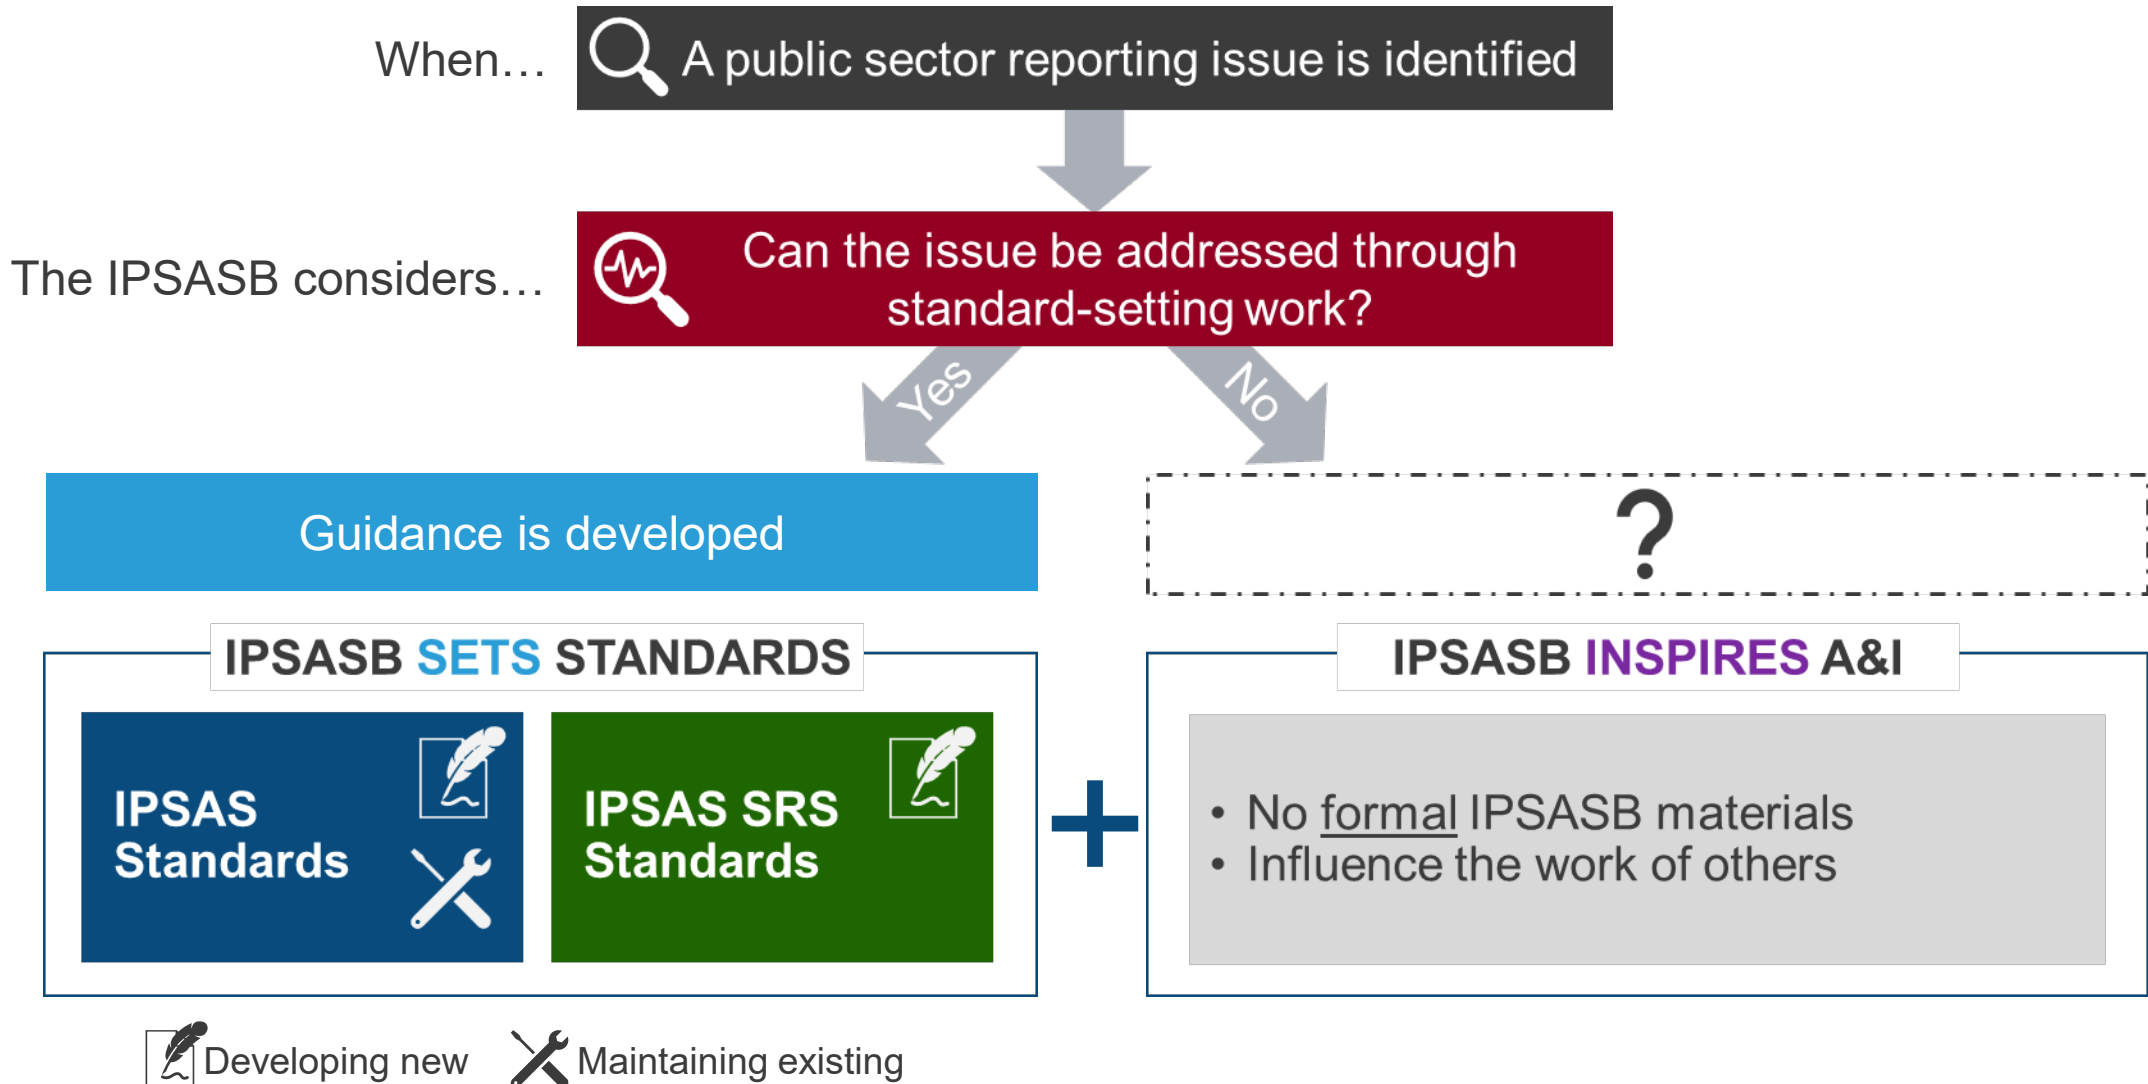 When…
A public sector reporting issue is identified
The IPSASB considers…
Can the issue be addressed through
standard-setting work?
Yes
No
Guidance is developed
?
IPSASB SETS STANDARDS
IPSASB INSPIRES A&I
IPSAS
Standards
IPSAS SRS
Standards
+
• No formal IPSASB materials
• Influence the work of others
Developing new
Maintaining existing